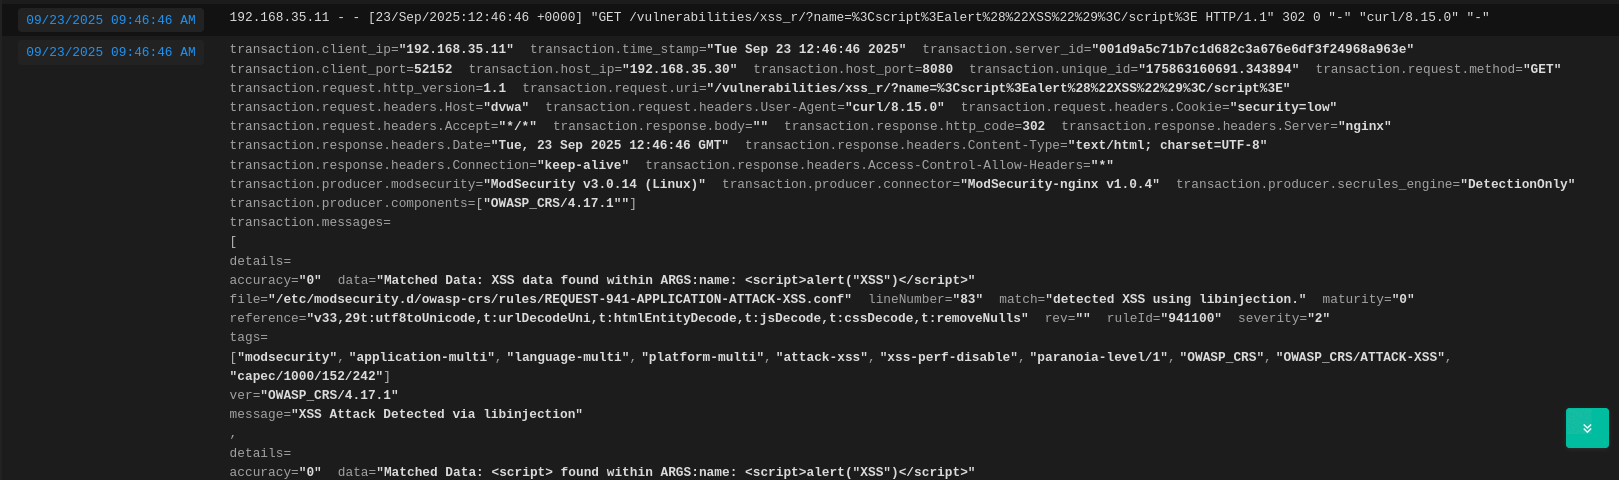 09/23/2025 09:46:46 AM 192.168.35.11 - - [23/Sep/2025:12:46:46 +0000] "GET /vulnerabilities/xss_r/?name=%3Cscript%3Ealert%28%22XSS%22%29%3C/script%3E HTTP/1.1" 302 0 "-" "curl/8.15.0" "-"
09/23/2025 09:46:46 AM transaction.client_ip="192.168.35.11" transaction.time_stamp="Tue Sep 23 12:46:46 2025" transaction.server_id="001d9a5c71b7c1d682c3a676e6df3f24968a963e"
transaction.client_port=52152 transaction.host_ip="192.168.35.30" transaction.host_port=8080 transaction.unique_id="175863160691.343894" transaction.request.method="GET"
transaction.request.http_version=1.1 transaction.request.uri="/vulnerabilities/xss_r/?name=%3Cscript%3Ealert%28%22XSS%22%29%3C/script%3E"
transaction.request.headers.Host="dvwa" transaction.request.headers.User-Agent="curl/8.15.0" transaction.request.headers.Cookie="security=low"
transaction.request.headers.Accept="*/*" transaction.response.body="" transaction.response.http_code=302 transaction.response.headers.Server="nginx"
transaction.response.headers.Date="Tue, 23 Sep 2025 12:46:46 GMT" transaction.response.headers.Content-Type="text/html; charset=UTF-8"
transaction.response.headers.Connection="keep-alive" transaction.response.headers.Access-Control-Allow-Headers="*"
transaction.producer.modsecurity="ModSecurity v3.0.14 (Linux)" transaction.producer.connector="ModSecurity-nginx v1.0.4" transaction.producer.secrules_engine="DetectionOnly"
transaction.producer.components=["OWASP_CRS/4.17.1""]
transaction.messages=
[
details=
accuracy="0" data="Matched Data: XSS data found within ARGS:name: <script>alert("XSS")</script>"
file="/etc/modsecurity.d/owasp-crs/rules/REQUEST-941-APPLICATION-ATTACK-XSS.conf" lineNumber="83" match="detected XSS using libinjection." maturity="0"
reference="v33,29t:utf8toUnicode,t:urlDecodeUni,t:htmlEntityDecode,t:jsDecode,t:cssDecode,t:removeNulls" rev="" ruleId="941100" severity="2"
tags=
["modsecurity", "application-multi", "language-multi", "platform-multi", "attack-xss", "xss-perf-disable", "paranoia-level/1", "OWASP_CRS", "OWASP_CRS/ATTACK-XSS",
"capec/1000/152/242"]
ver="OWASP_CRS/4.17.1"
message="XSS Attack Detected via libinjection"
,
details=
accuracy="0" data="Matched Data: <script> found within ARGS:name: <script>alert("XSS")</script>"